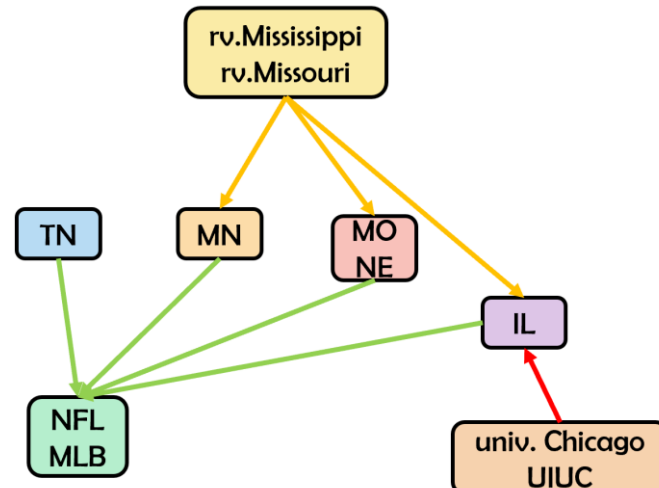 rv.Mississippi
rv.Missouri
TN
MN
MO
NE
IL
NFL
MLB
univ. Chicago
UIUC